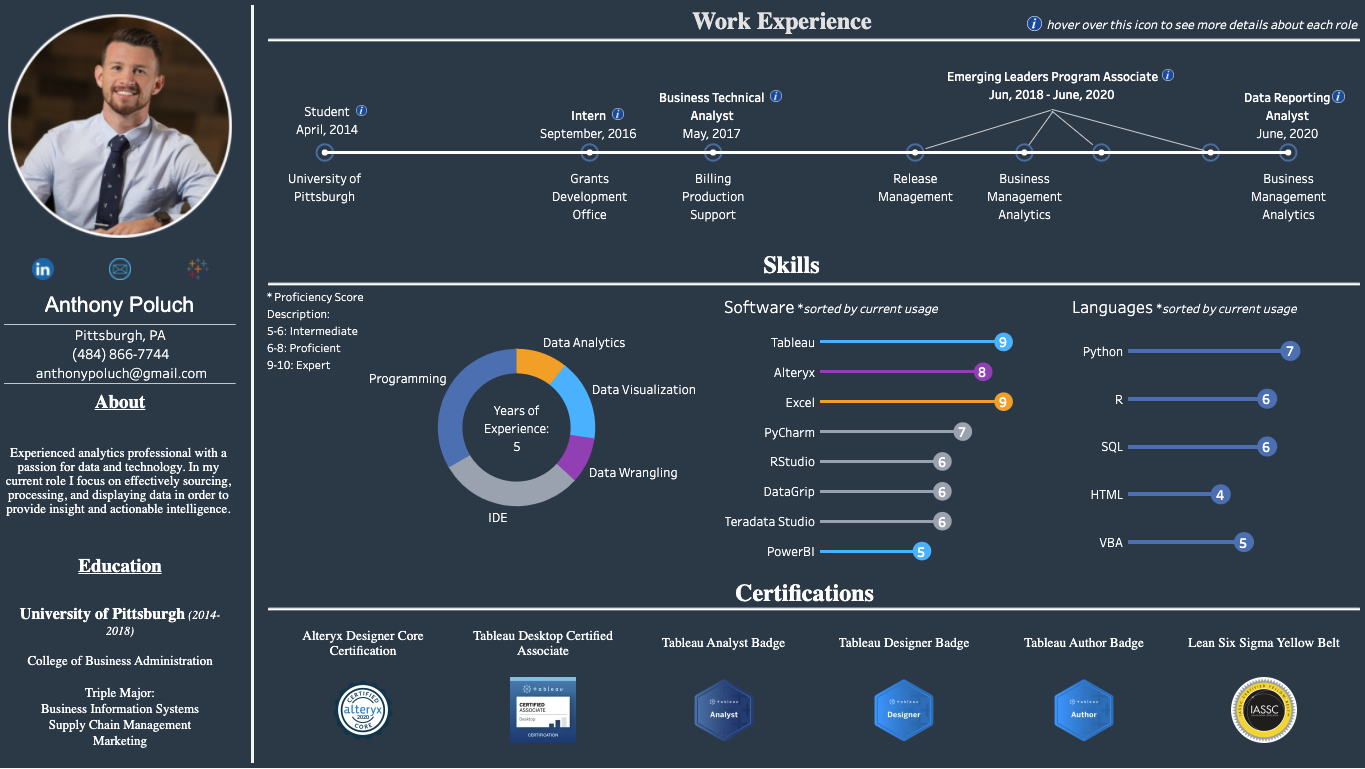 Work Experience
i hover over this icon to see more details about each role
Student i
April, 2014
University of
Pittsburgh
Intern i
September, 2016
Grants
Development
Office
Business Technical i
Analyst
May, 2017
Billing
Production
Support
Emerging Leaders Program Associate i
Jun, 2018 - June, 2020
Release
Management
Business
Management
Analytics
Data Reporting i
Analyst
June, 2020
Business
Management
Analytics
in
Anthony Poluch
Pittsburgh, PA
(484) 866-7744
anthonypoluch@gmail.com
About
Experienced analytics professional with a
passion for data and technology. In my
current role I focus on effectively sourcing,
processing, and displaying data in order to
provide insight and actionable intelligence.
Education
University of Pittsburgh (2014-
2018)
College of Business Administration
Triple Major:
Business Information Systems
Supply Chain Management
Marketing
Skills
* Proficiency Score
Description:
5-6: Intermediate
6-8: Proficient
9-10: Expert
Data Analytics
Programming
Data Visualization
Years of
Experience:
5
Data Wrangling
IDE
Software *sorted by current usage
Tableau 9
Alteryx 8
Excel 9
PyCharm 7
RStudio 6
DataGrip 6
Teradata Studio 6
PowerBI 5
Languages *sorted by current usage
Python 7
R 6
SQL 6
HTML 4
VBA 5
Certifications
Alteryx Designer Core
Certification
CERTIFIED
alteryx
2020
CORE
Tableau Desktop Certified
Associate
tableau
CERTIFIED
ASSOCIATE
Desktop
CERTIFICATION
Tableau Analyst Badge
tableau
Analyst
Tableau Designer Badge
tableau
Designer
Tableau Author Badge
tableau
Author
Lean Six Sigma Yellow Belt
IASSC